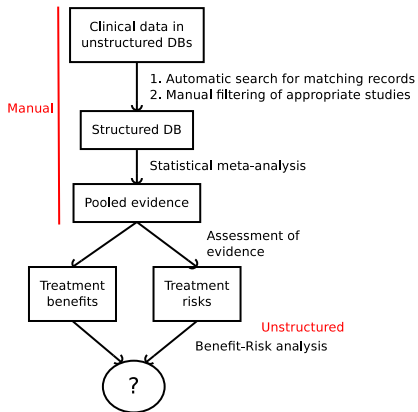 Clinical data in
unstructured DBs
1. Automatic search for matching records
2. Manual filtering of appropriate studies
Manual
Structured DB
Statistical meta-analysis
Pooled evidence
Assessment of
evidence
Treatment
benefits
Treatment
risks
Unstructured
Benefit-Risk analysis
?